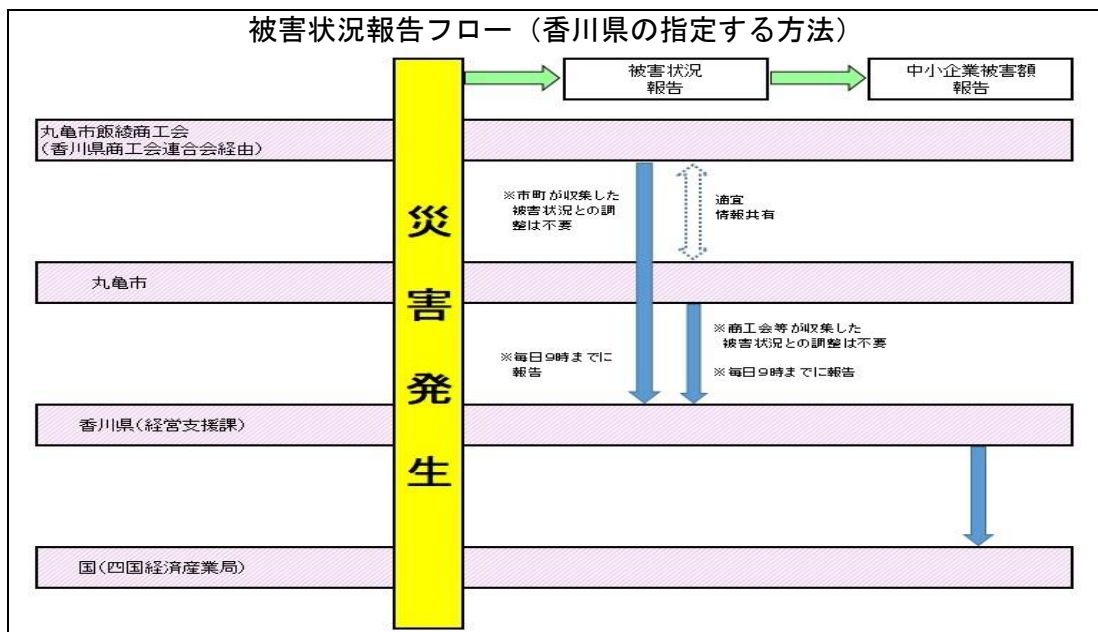 被害状況報告フロー（香川県の指定する方法）
被害状況
報告
中小企業被害額
報告
丸亀市飯綾商工会
（香川県商工会連合会経由）
災害発生
※市町が収集した
被害状況との調
整は不要
適宜
情報共有
丸亀市
※商工会等が収集した
被害状況との調整は不要
※毎日9時までに
報告
※毎日9時までに報告
香川県（経営支援課）
国（四国経済産業局）